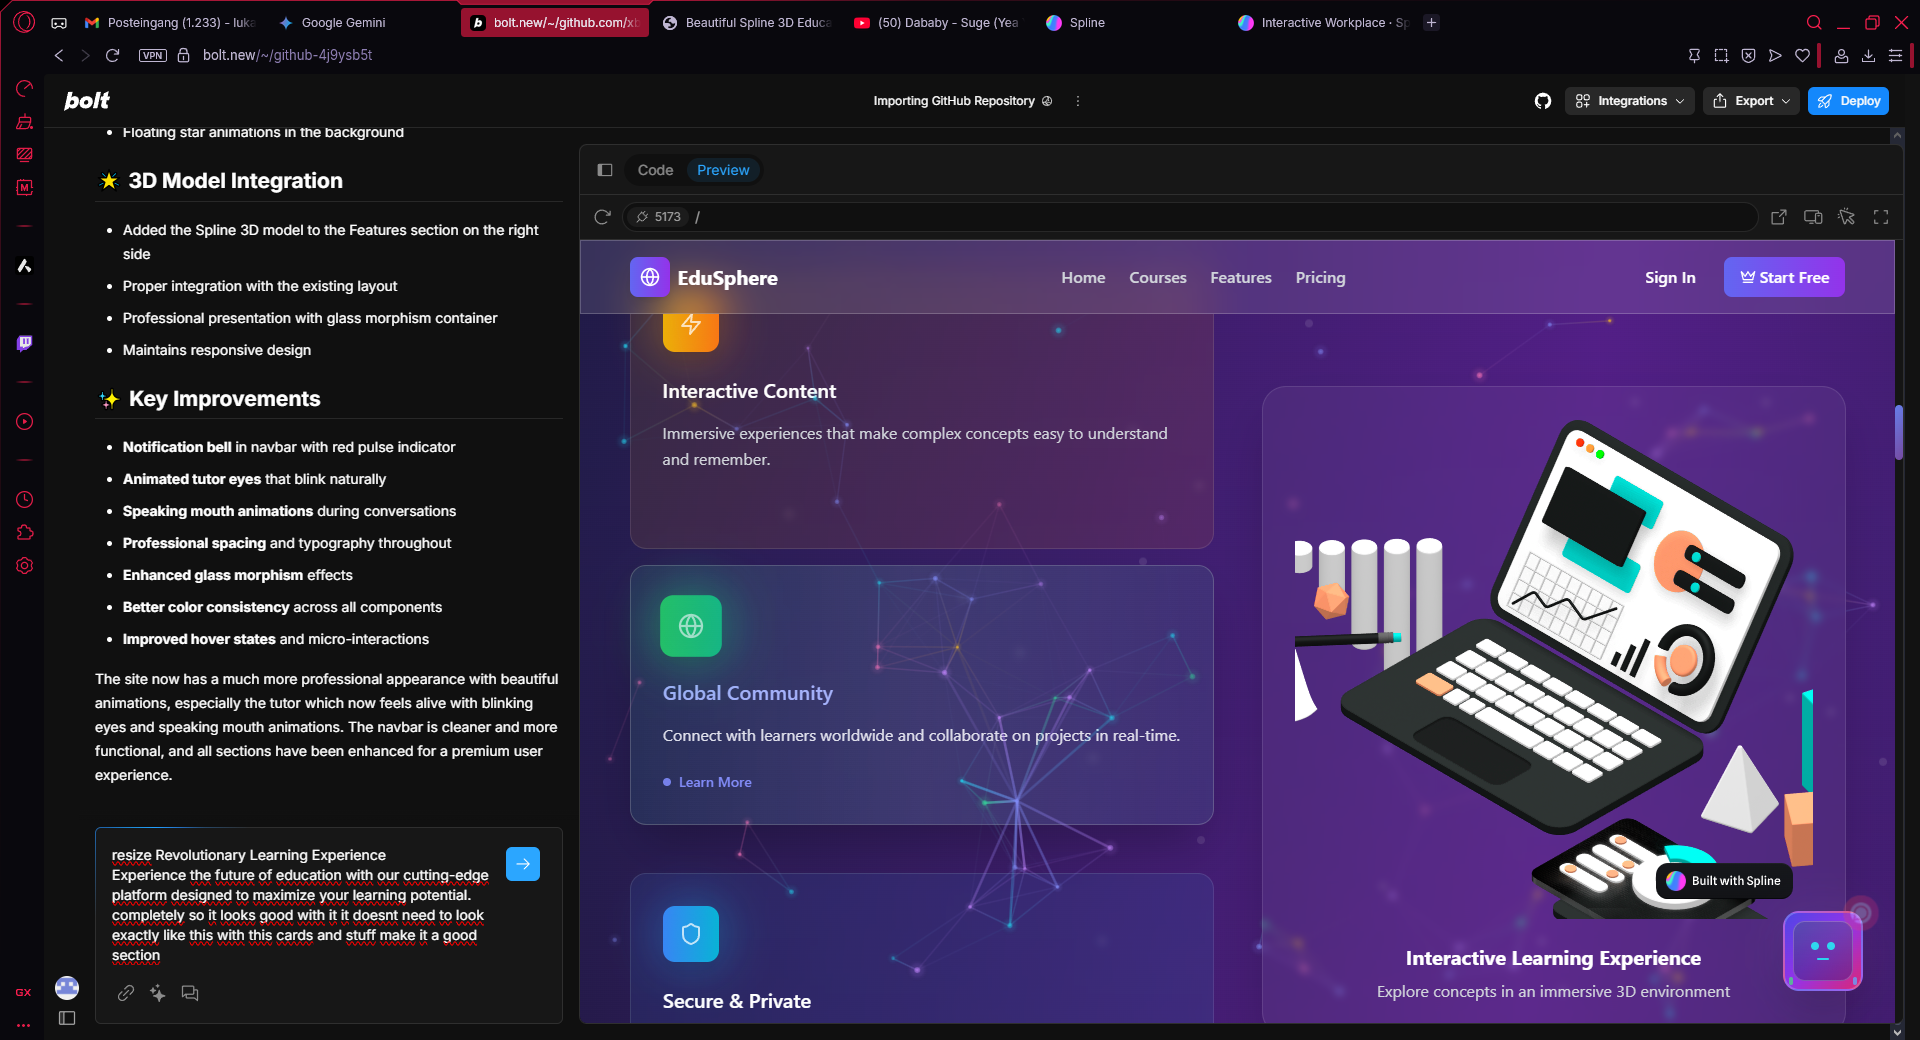 Posteingang (1.233) - luka
Google Gemini
bolt.new/~/github.com/xb
Beautiful Spline 3D Educa
(50) Dababy - Suge (Yea
Spline
Interactive Workplace · Sp
VPN
bolt.new/~/github-4j9ysb5t
bolt
Importing GitHub Repository
Integrations
Export
Deploy
Floating star animations in the background
3D Model Integration
Added the Spline 3D model to the Features section on the right
side
Proper integration with the existing layout
Professional presentation with glass morphism container
Maintains responsive design
Key Improvements
Notification bell in navbar with red pulse indicator
Animated tutor eyes that blink naturally
Speaking mouth animations during conversations
Professional spacing and typography throughout
Enhanced glass morphism effects
Better color consistency across all components
Improved hover states and micro-interactions
The site now has a much more professional appearance with beautiful
animations, especially the tutor which now feels alive with blinking
eyes and speaking mouth animations. The navbar is cleaner and more
functional, and all sections have been enhanced for a premium user
experience.
resize Revolutionary Learning Experience
Experience the future of education with our cutting-edge
platform designed to maximize your learning potential.
completely so it looks good with it it doesnt need to look
exactly like this with this cards and stuff make it a good
section
GX
Code
Preview
5173
/
EduSphere
Home
Courses
Features
Pricing
Sign In
Start Free
Interactive Content
Immersive experiences that make complex concepts easy to understand
and remember.
Global Community
Connect with learners worldwide and collaborate on projects in real-time.
Learn More
Secure & Private
Built with Spline
Interactive Learning Experience
Explore concepts in an immersive 3D environment